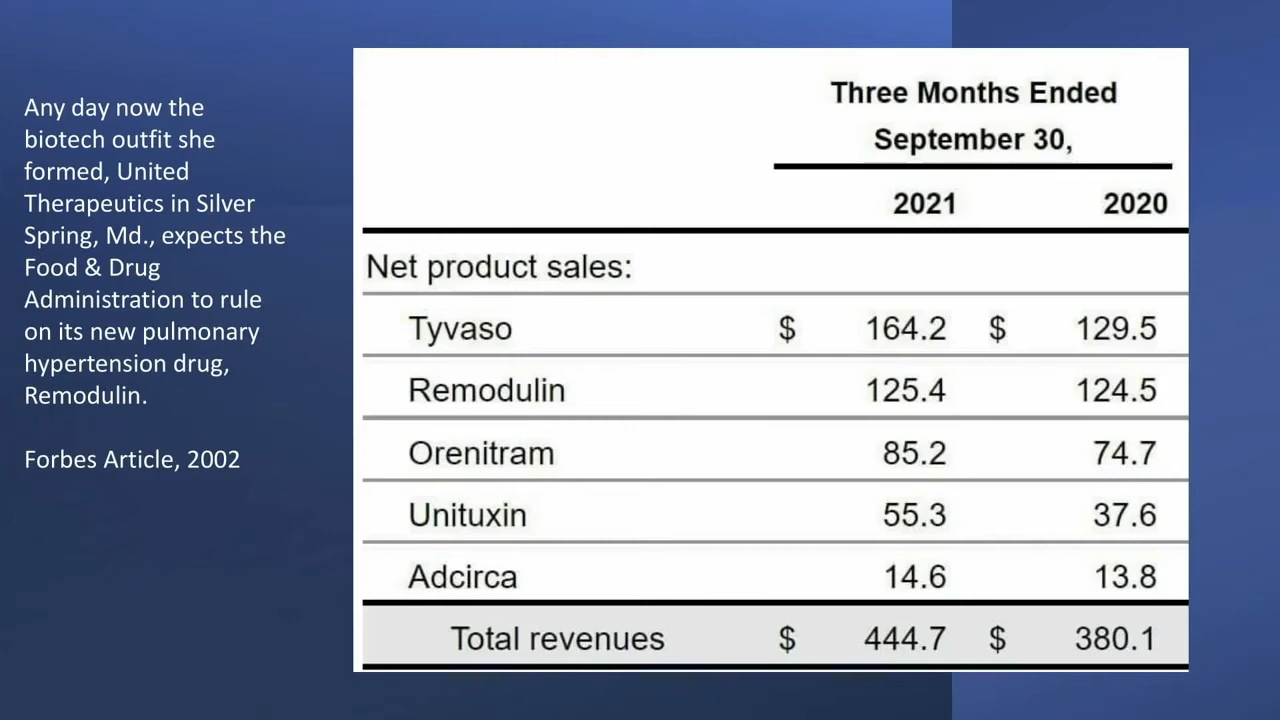 Any day now the
biotech outfit she
formed, United
Therapeutics in Silver
Spring, Md., expects the
Food & Drug
Administration to rule
on its new pulmonary
hypertension drug,
Remodulin.
Forbes Article, 2002
Three Months Ended
September 30,
2021 2020
Net product sales:
Tyvaso $ 164.2 $ 129.5
Remodulin 125.4 124.5
Orenitram 85.2 74.7
Unituxin 55.3 37.6
Adcirca 14.6 13.8
Total revenues $ 444.7 $ 380.1